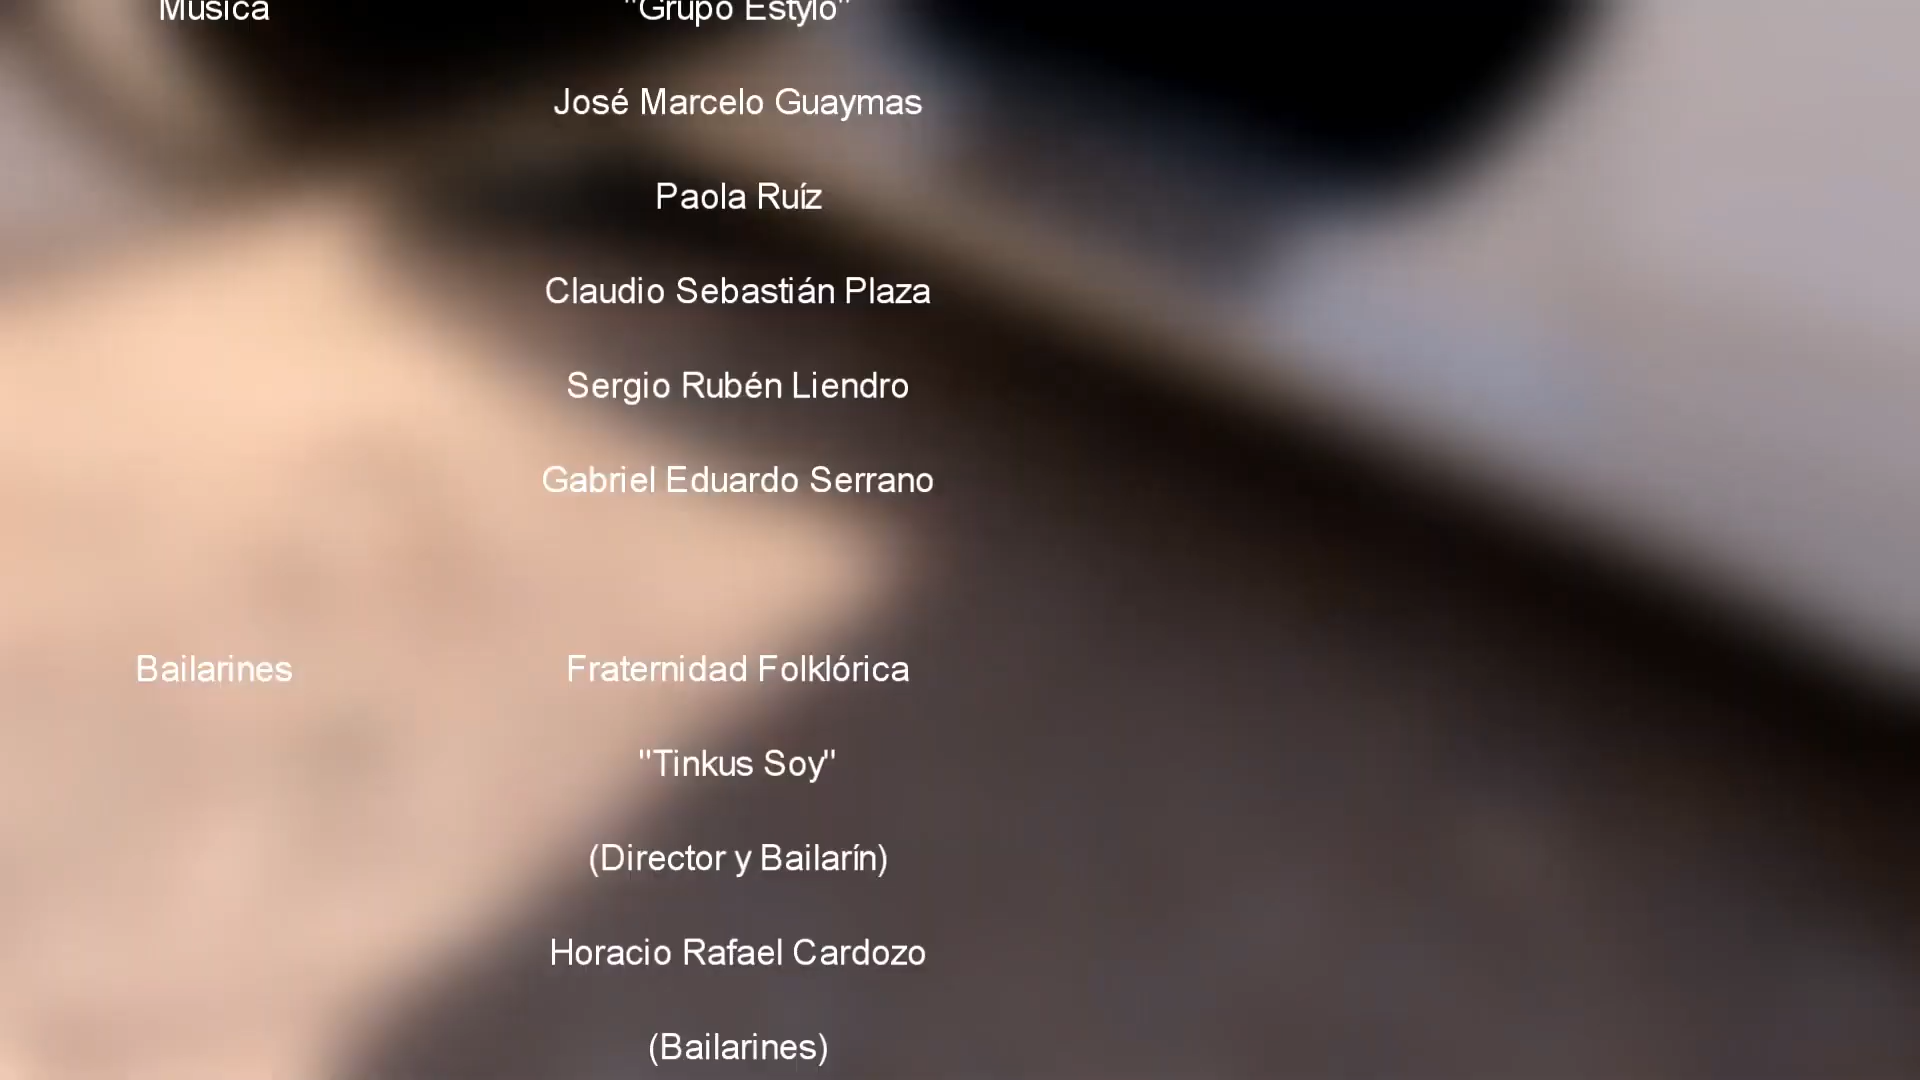 Música "Grupo Estylo"
José Marcelo Guaymas
Paola Ruíz
Claudio Sebastián Plaza
Sergio Rubén Liendro
Gabriel Eduardo Serrano
Bailarines Fraternidad Folklórica
"Tinkus Soy"
(Director y Bailarín)
Horacio Rafael Cardozo
(Bailarines)